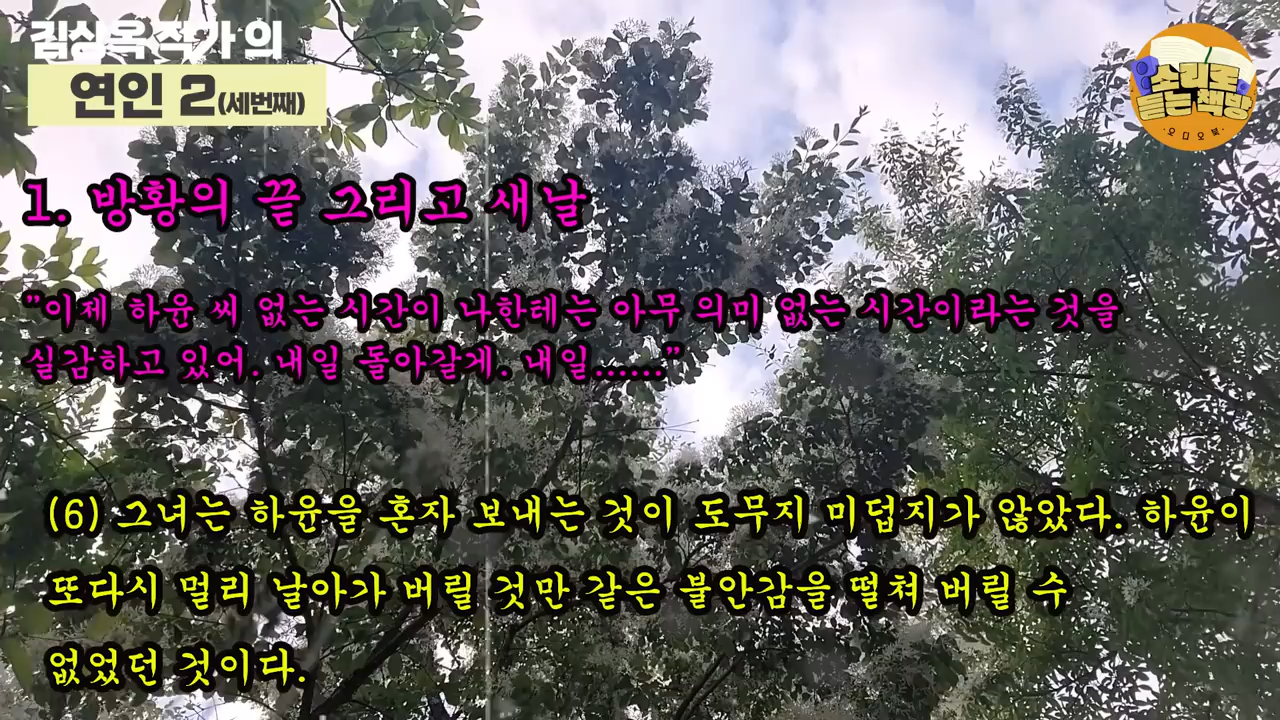 김상옥 작가 의
연인 2(세번째)
소리로
듣는 책방
·오디오북·
1. 방황의 끝 그리고 새날
"이제 하윤 씨 없는 시간이 나한테는 아무 의미 없는 시간이라는 것을
실감하고 있어. 내일 돌아갈게. 내일......"
(6) 그녀는 하윤을 혼자 보내는 것이 도무지 미덥지가 않았다. 하윤이
또다시 멀리 날아가 버릴 것만 같은 불안감을 떨쳐 버릴 수
없었던 것이다.